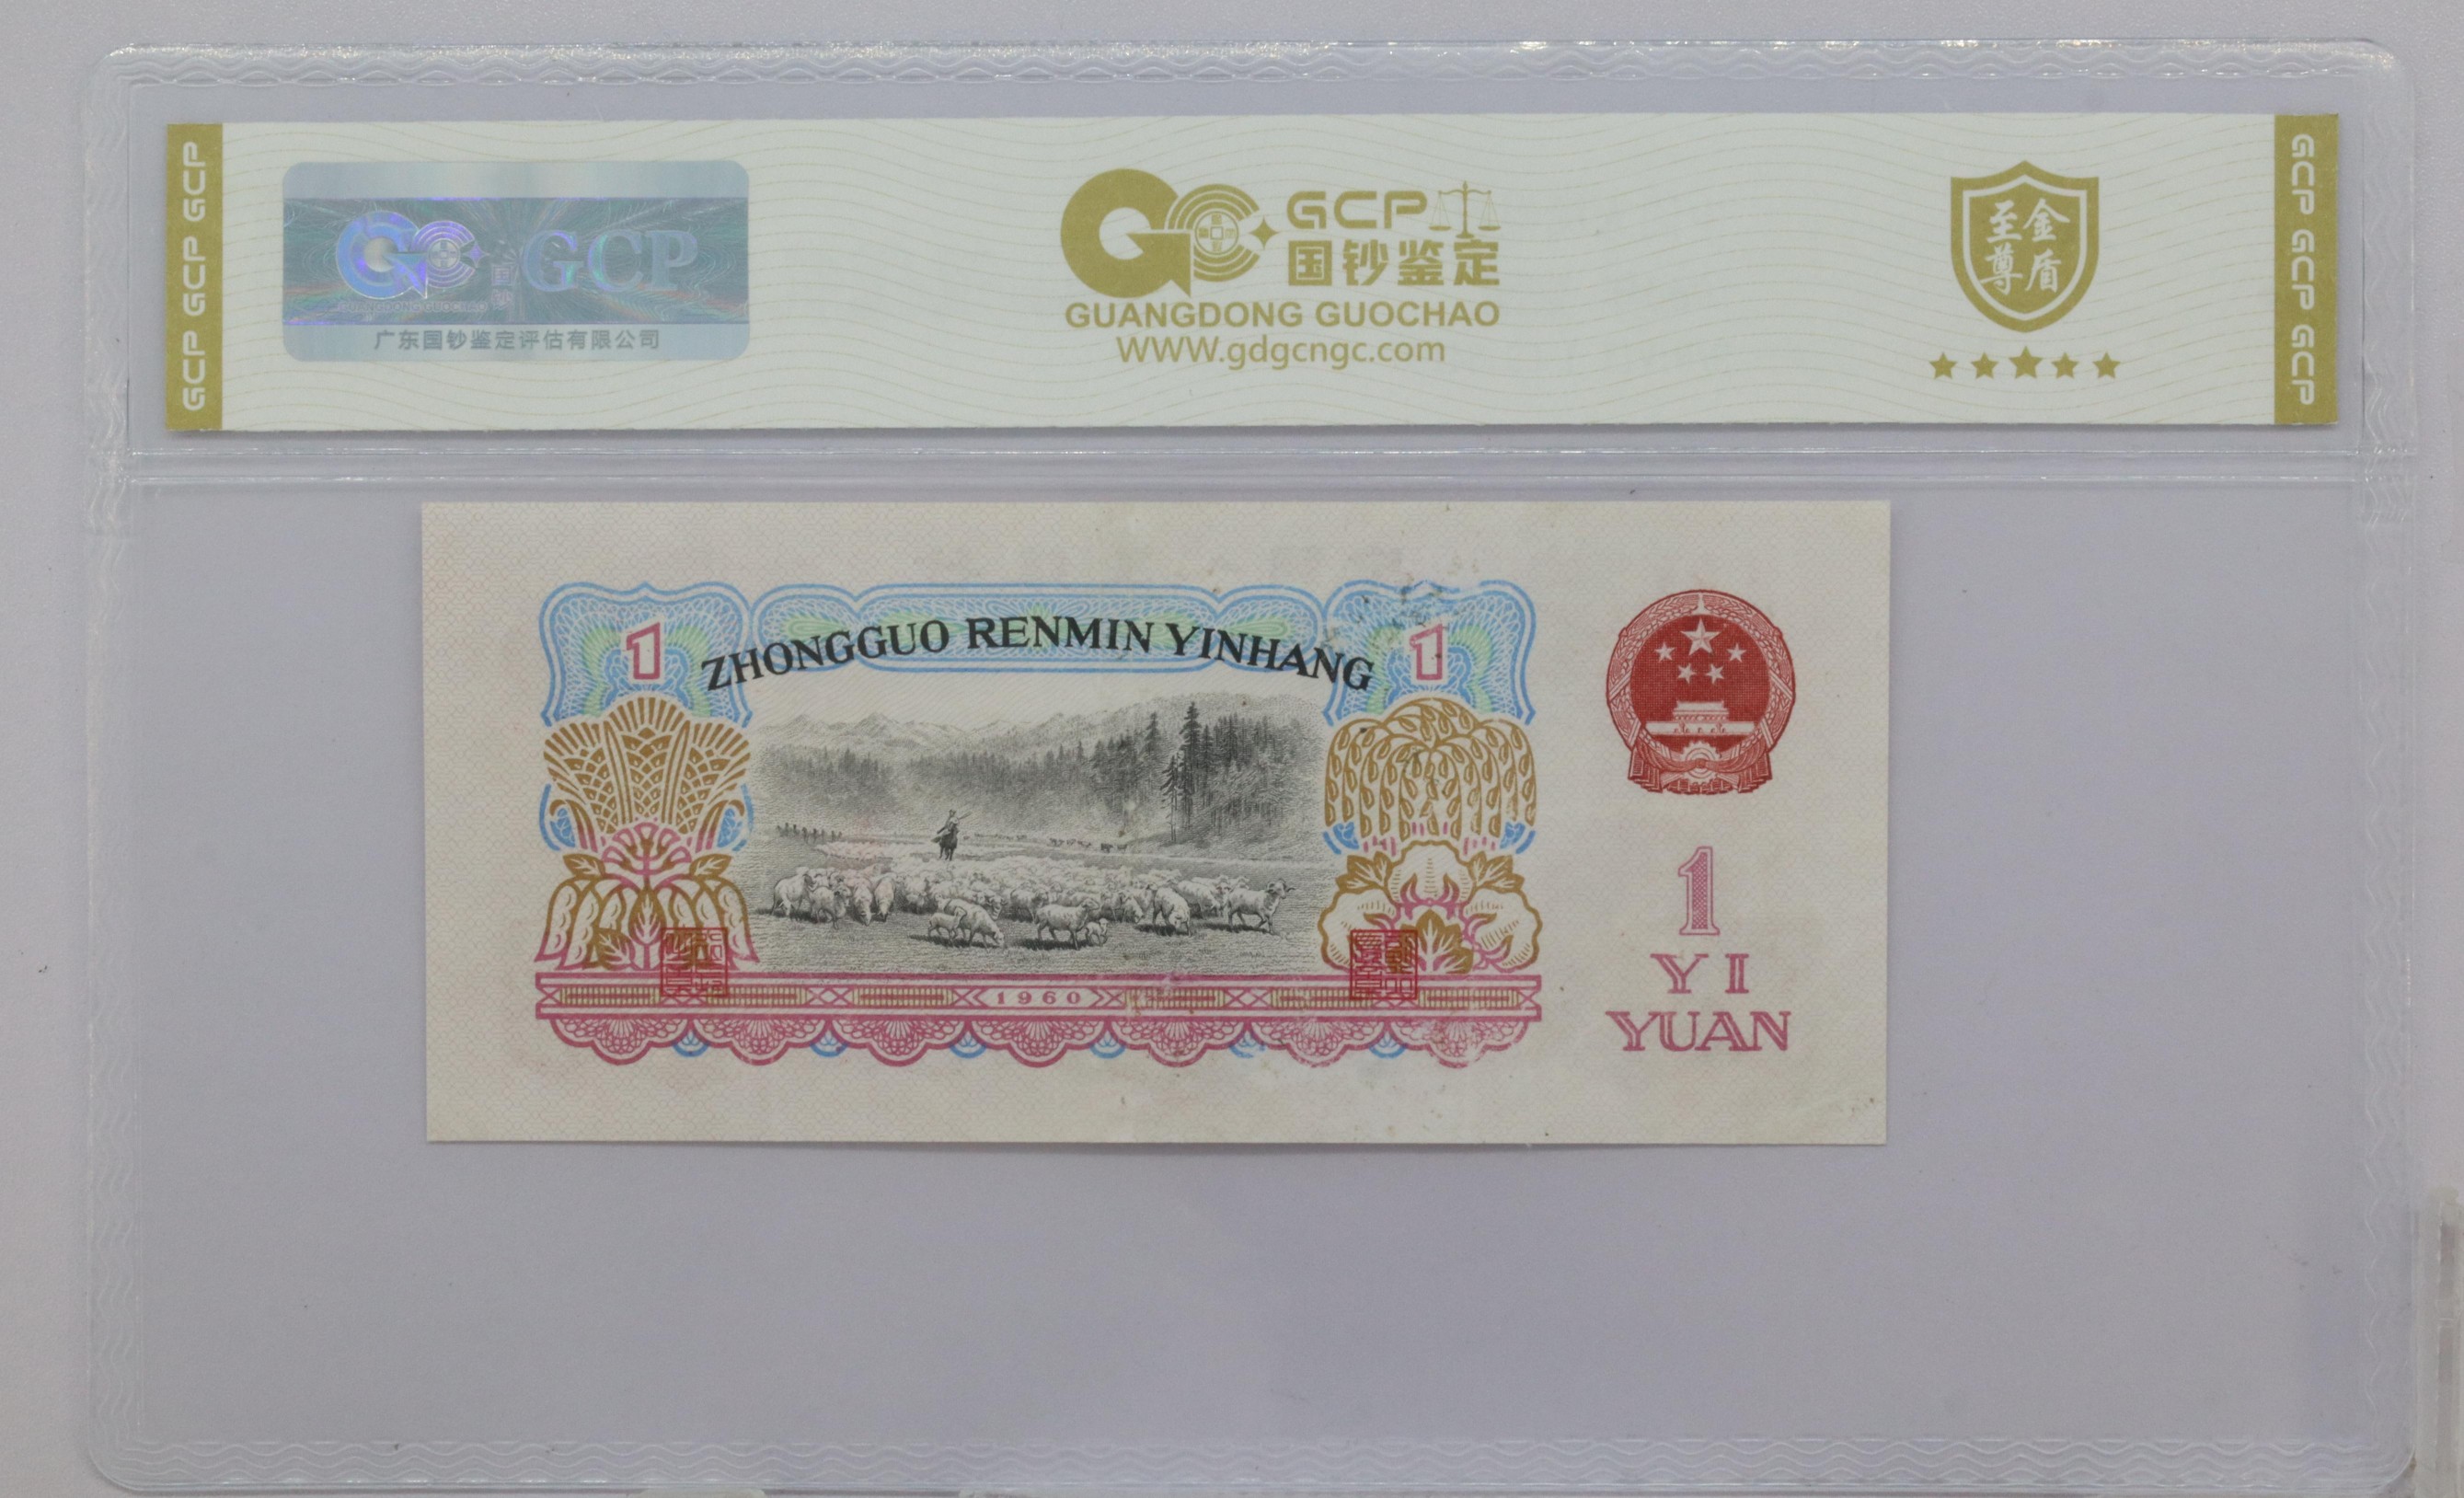 GCP GCP GCP
GCP
GUANGDONG GUOCHAO
广东国钞鉴定评估有限公司
GCP
国钞鉴定
GUANGDONG GUOCHAO
WWW.gdgcngc.com
至金
尊盾
GCP GCP GCP
ZHONGGUO RENMIN YINHANG
1
1
1960
1
YI
YUAN